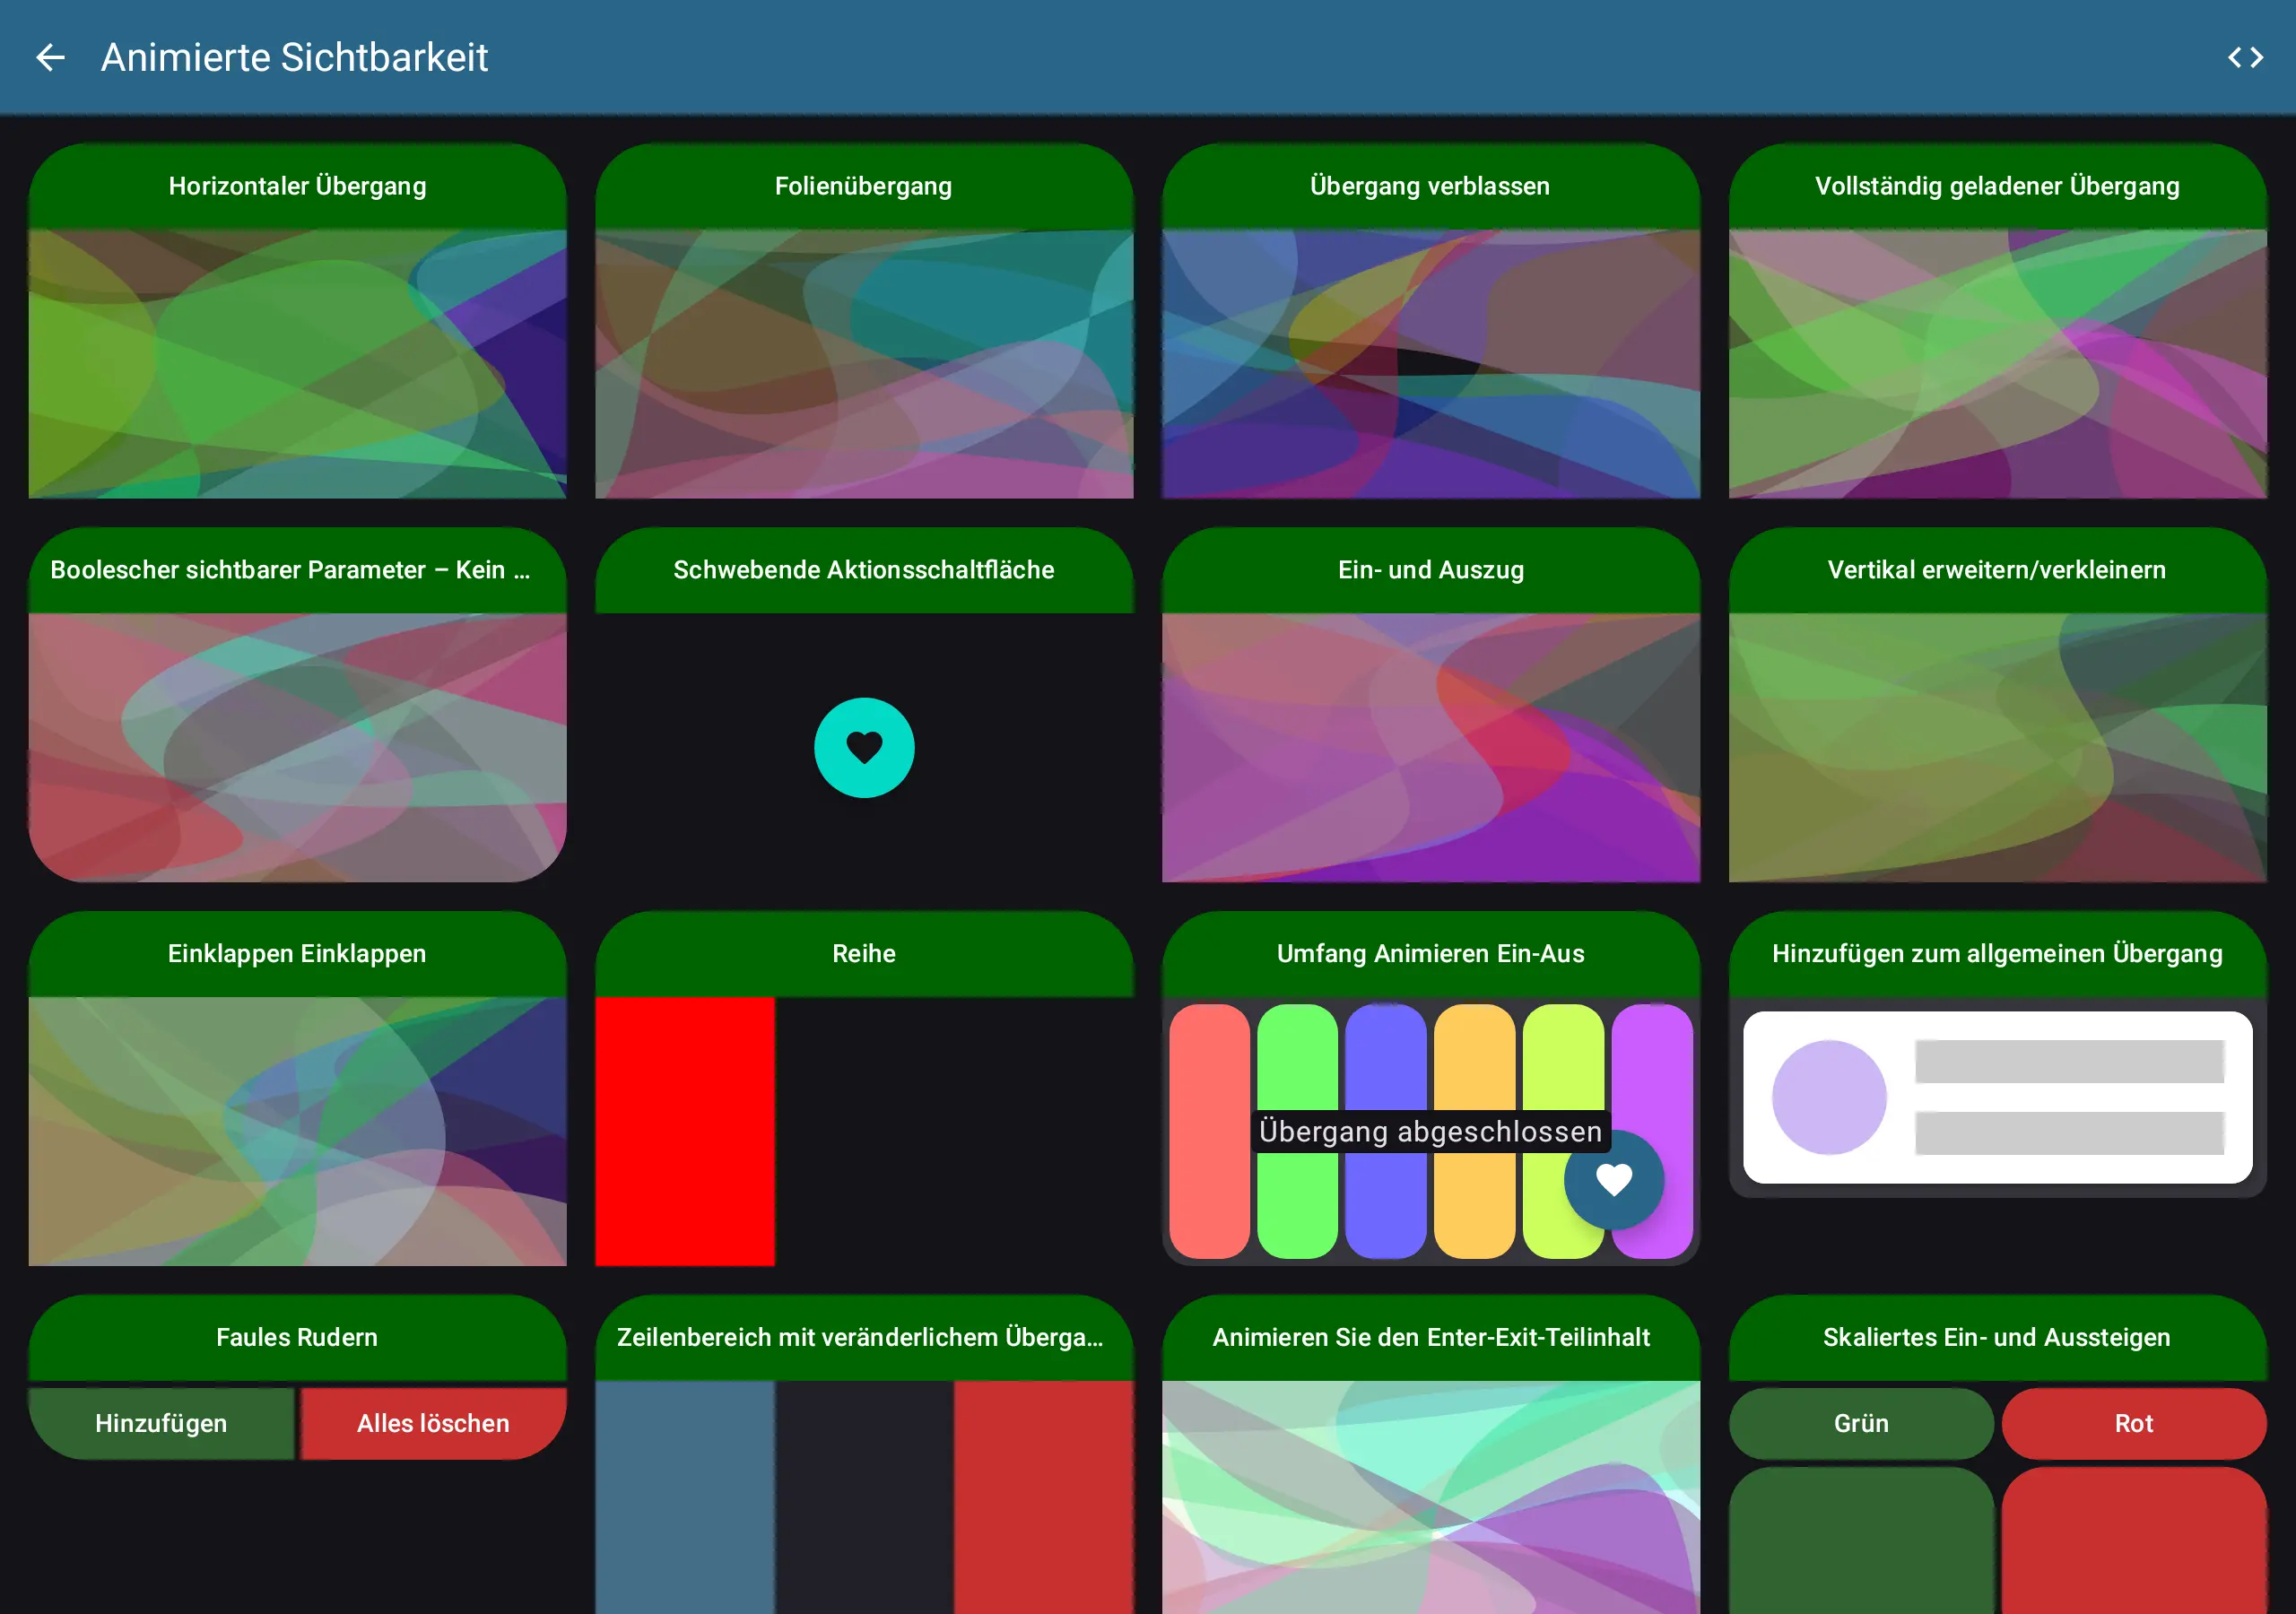 Animierte Sichtbarkeit
Horizontaler Übergang
Folienübergang
Übergang verblassen
Vollständig geladener Übergang
Boolescher sichtbarer Parameter – Kein ...
Schwebende Aktionsschaltfläche
Ein- und Auszug
Vertikal erweitern/verkleinern
Einklappen Einklappen
Reihe
Umfang Animieren Ein-Aus
Hinzufügen zum allgemeinen Übergang
Übergang abgeschlossen
Faules Rudern
Zeilenbereich mit veränderlichem Überga...
Animieren Sie den Enter-Exit-Teilinhalt
Skaliertes Ein- und Aussteigen
Hinzufügen
Alles löschen
Grün
Rot